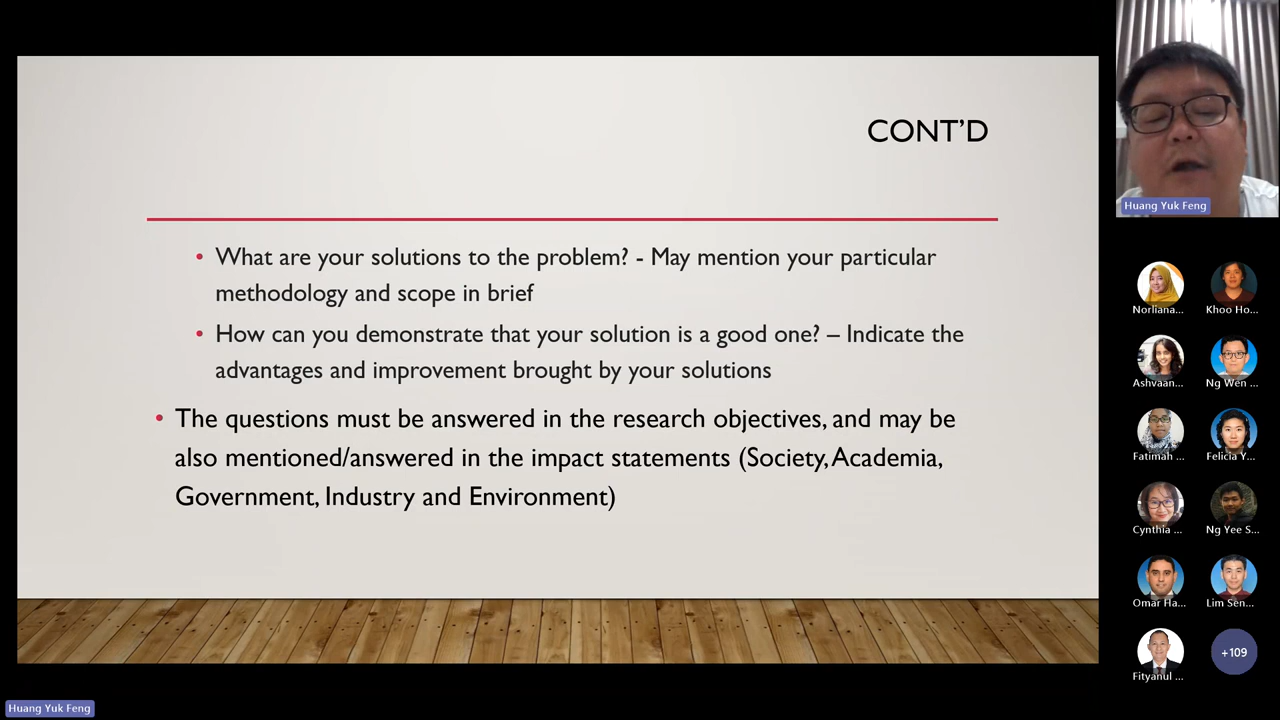 CONT’D
• What are your solutions to the problem? - May mention your particular
methodology and scope in brief
• How can you demonstrate that your solution is a good one? – Indicate the
advantages and improvement brought by your solutions
• The questions must be answered in the research objectives, and may be
also mentioned/answered in the impact statements (Society, Academia,
Government, Industry and Environment)
Huang Yuk Feng
Norliana...
Khoo Ho...
Ashvaan...
Ng Wen ...
Fatimah ...
Felicia Y...
Cynthia ...
Ng Yee S...
Omar Ha...
Lim Sen...
Fityanul ...
+109
Huang Yuk Feng